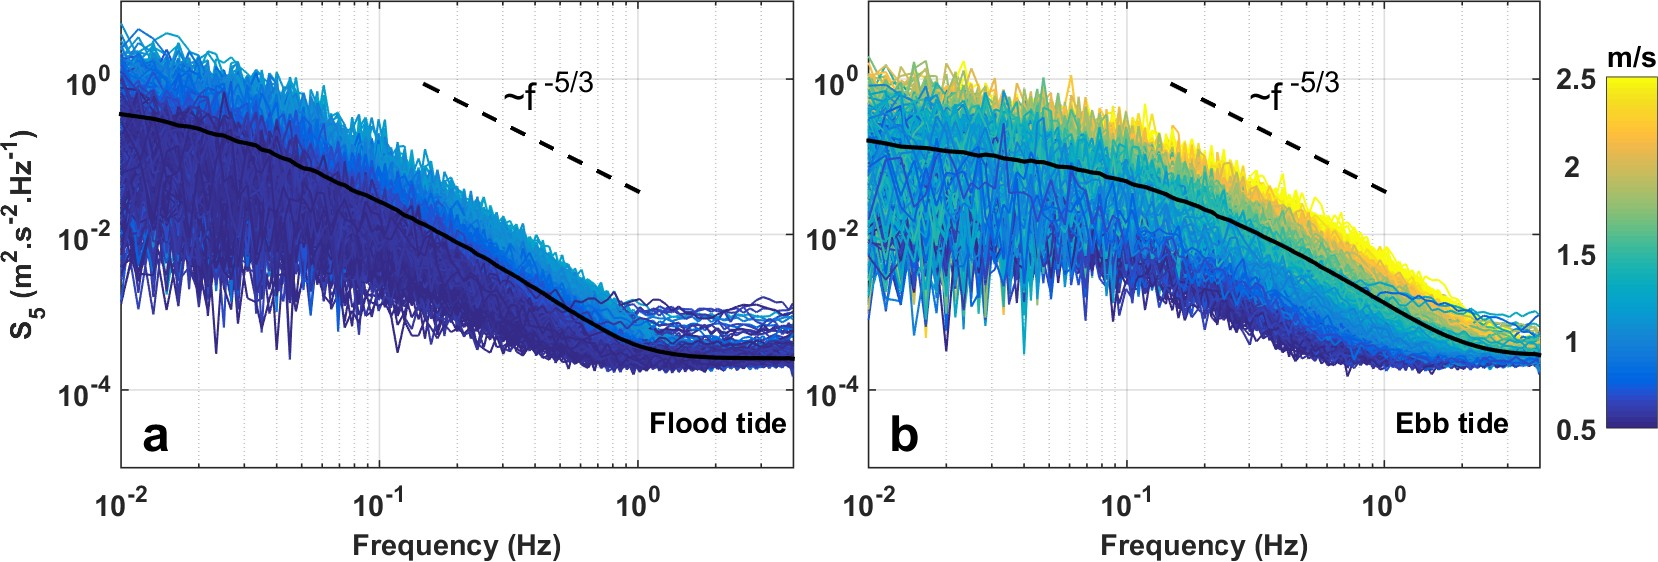 S5 (m2.s-2.Hz-1)
10^0
10^-2
10^-4
~f -5/3
a
Flood tide
10^-2
10^-1
10^0
Frequency (Hz)
10^0
10^-2
10^-4
~f -5/3
b
Ebb tide
10^-2
10^-1
10^0
Frequency (Hz)
m/s
2.5
2
1.5
1
0.5